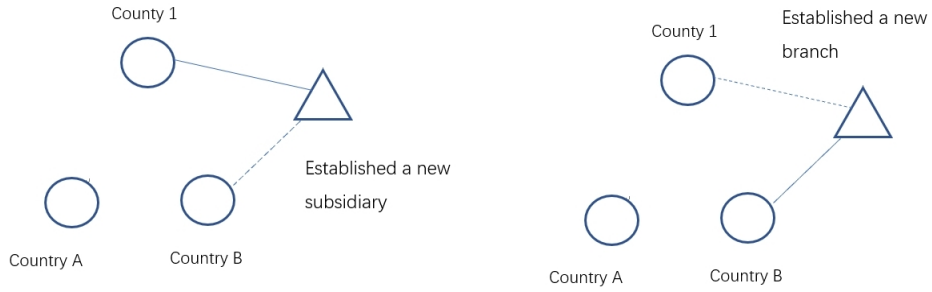 County 1
Established a new
subsidiary
Country A
Country B
Established a new
branch
County 1
Country A
Country B